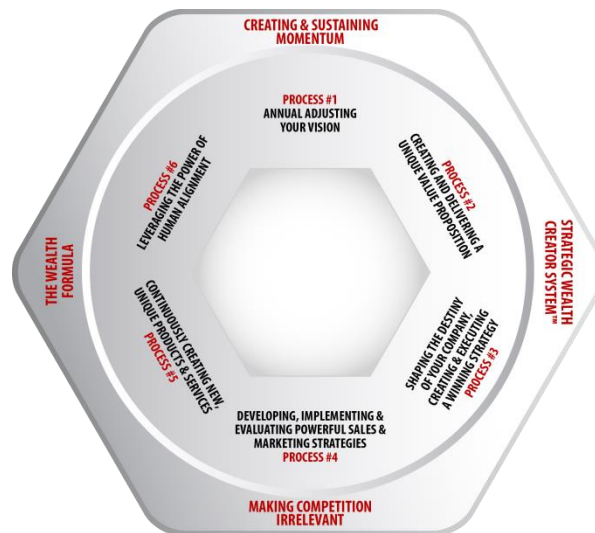 CREATING & SUSTAINING
MOMENTUM
PROCESS #1
ANNUAL ADJUSTING
YOUR VISION
PROCESS #2
CREATING AND DELIVERING A
UNIQUE VALUE PROPOSITION
STRATEGIC WEALTH
CREATOR SYSTEM™
SHAPING THE DESTINY
OF YOUR COMPANY,
CREATING & EXECUTING
A WINNING STRATEGY
PROCESS #3
DEVELOPING, IMPLEMENTING &
EVALUATING POWERFUL SALES &
MARKETING STRATEGIES
PROCESS #4
MAKING COMPETITION
IRRELEVANT
CONTINUOUSLY CREATING NEW,
UNIQUE PRODUCTS & SERVICES
PROCESS #5
THE WEALTH
FORMULA
PROCESS #6
LEVERAGING THE POWER OF
HUMAN ALIGNMENT